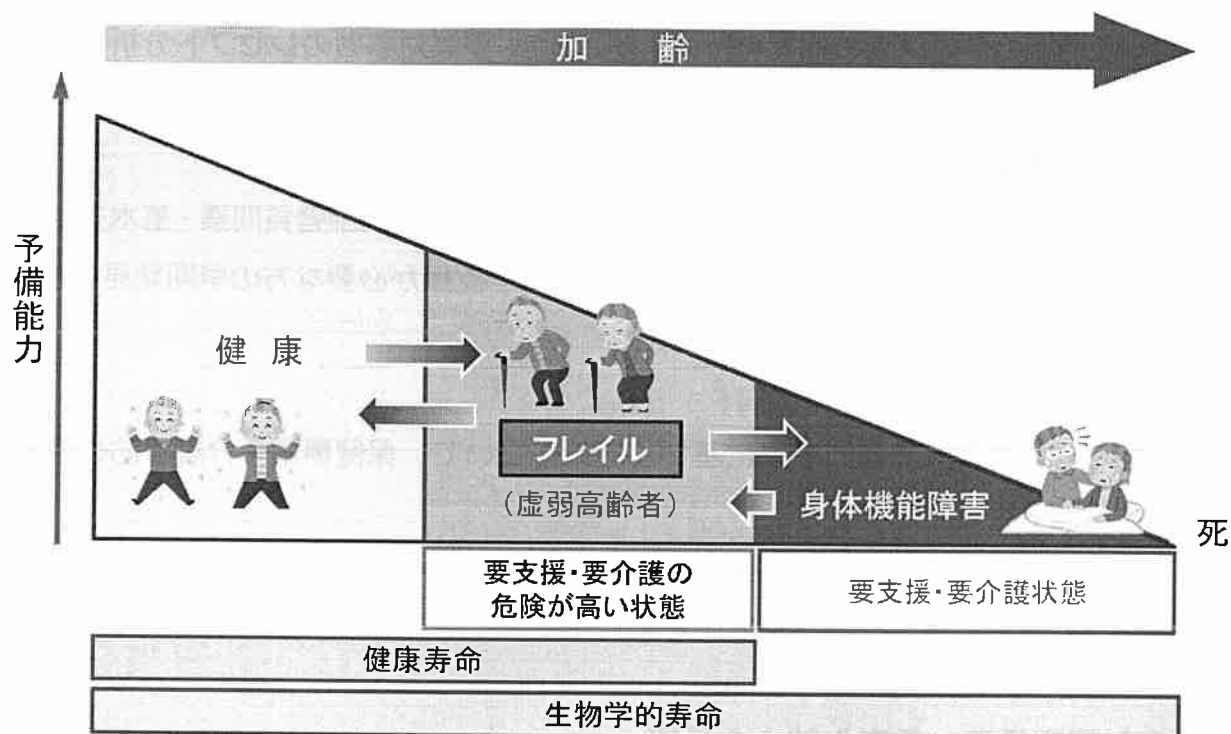 加齢
予備能力
健康
フレイル
(虚弱高齢者)
身体機能障害
死
要支援・要介護の
危険が高い状態
要支援・要介護状態
健康寿命
生物学的寿命